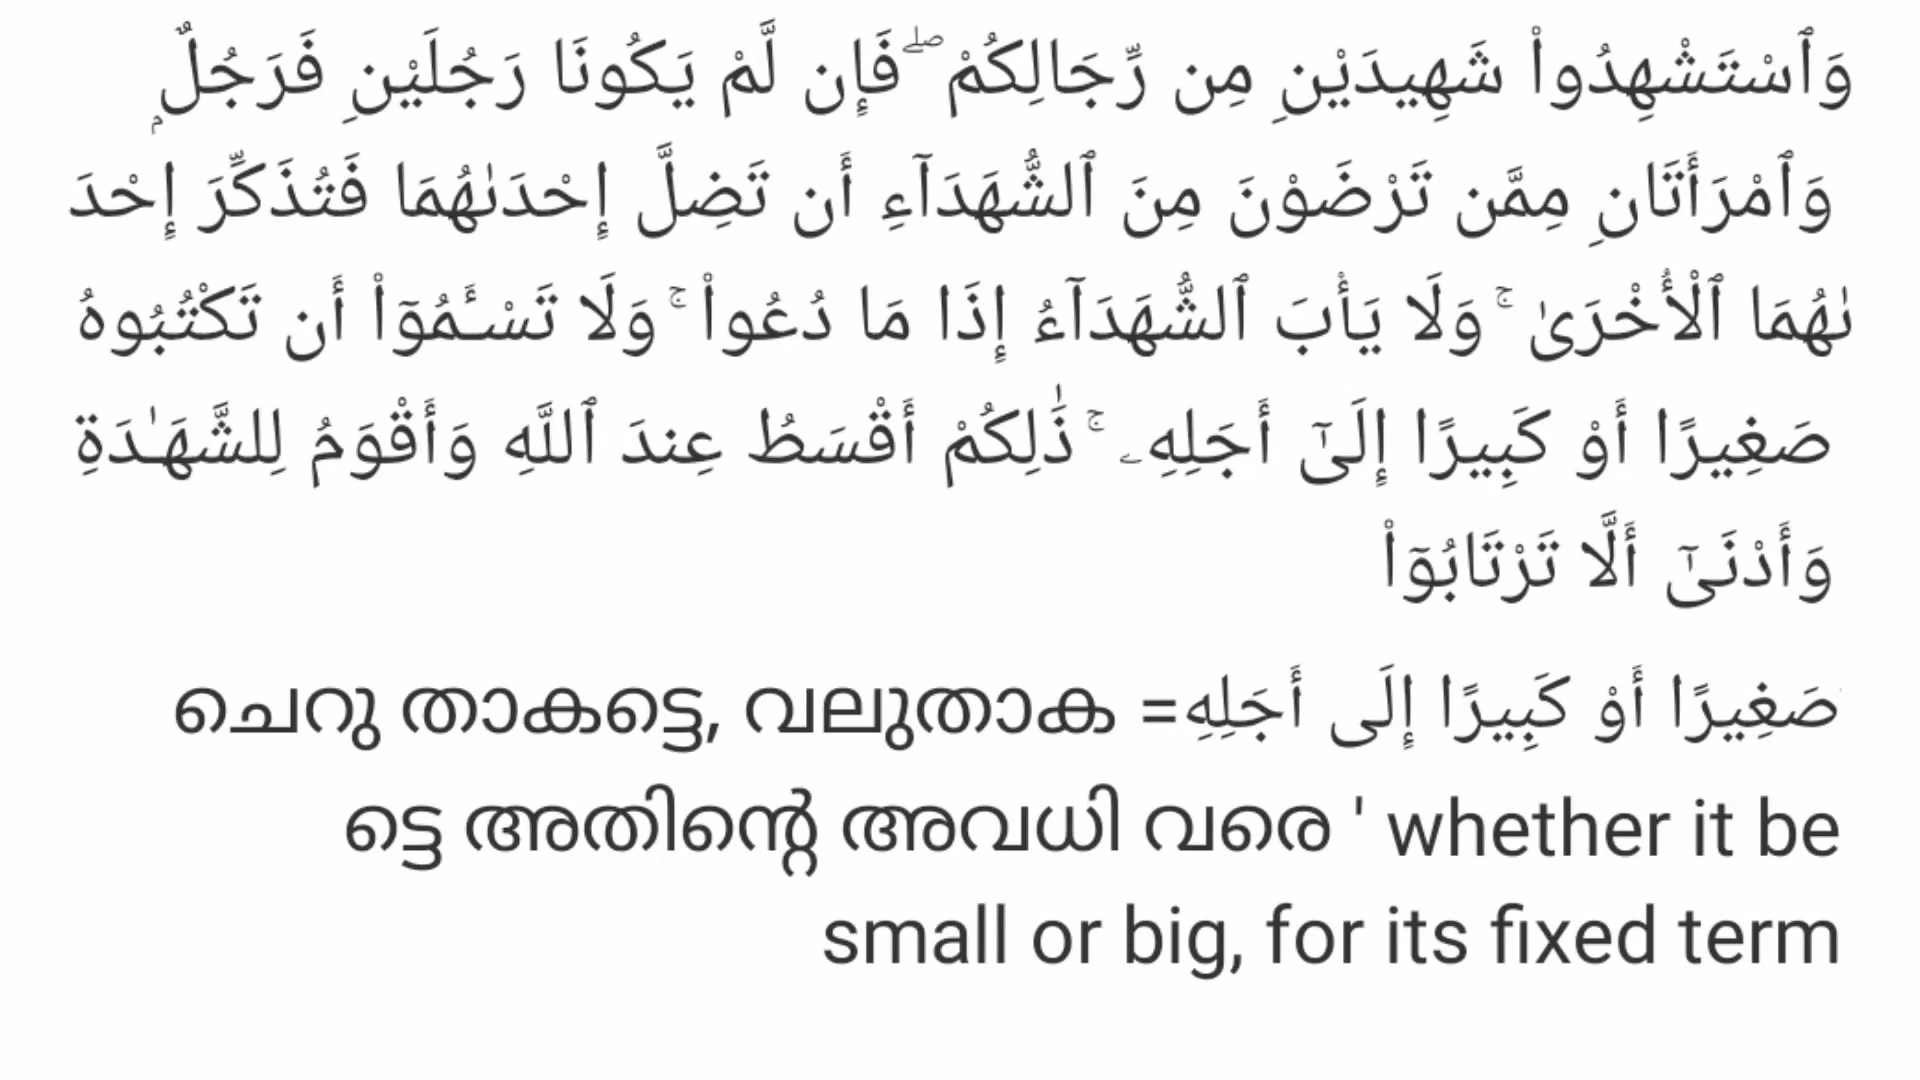 وَٱسْتَشْهِدُوا۟ شَهِيدَيْنِ مِن رِّجَالِكُمْ ۖ فَإِن لَّمْ يَكُونَا رَجُلَيْنِ فَرَجُلٌۭ
وَٱمْرَأَتَانِ مِمَّن تَرْضَوْنَ مِنَ ٱلشُّهَدَآءِ أَن تَضِلَّ إِحْدَىٰهُمَا فَتُذَكِّرَ إِحْدَ
ىٰهُمَا ٱلْأُخْرَىٰ ۚ وَلَا يَأْبَ ٱلشُّهَدَآءُ إِذَا مَا دُعُوا۟ ۚ وَلَا تَسْـَٔمُوٓا۟ أَن تَكْتُبُوهُ
صَغِيرًا أَوْ كَبِيرًا إِلَىٰٓ أَجَلِهِۦ ۚ ذَٰلِكُمْ أَقْسَطُ عِندَ ٱللَّهِ وَأَقْوَمُ لِلشَّهَـٰدَةِ
وَأَدْنَىٰٓ أَلَّا تَرْتَابُوٓا۟
صَغِيرًا أَوْ كَبِيرًا إِلَى أَجَلِهِ= ചെറു താകട്ടെ, വലുതാക
ട്ടെ അതിന്റെ അവധി വരെ ' whether it be
small or big, for its fixed term